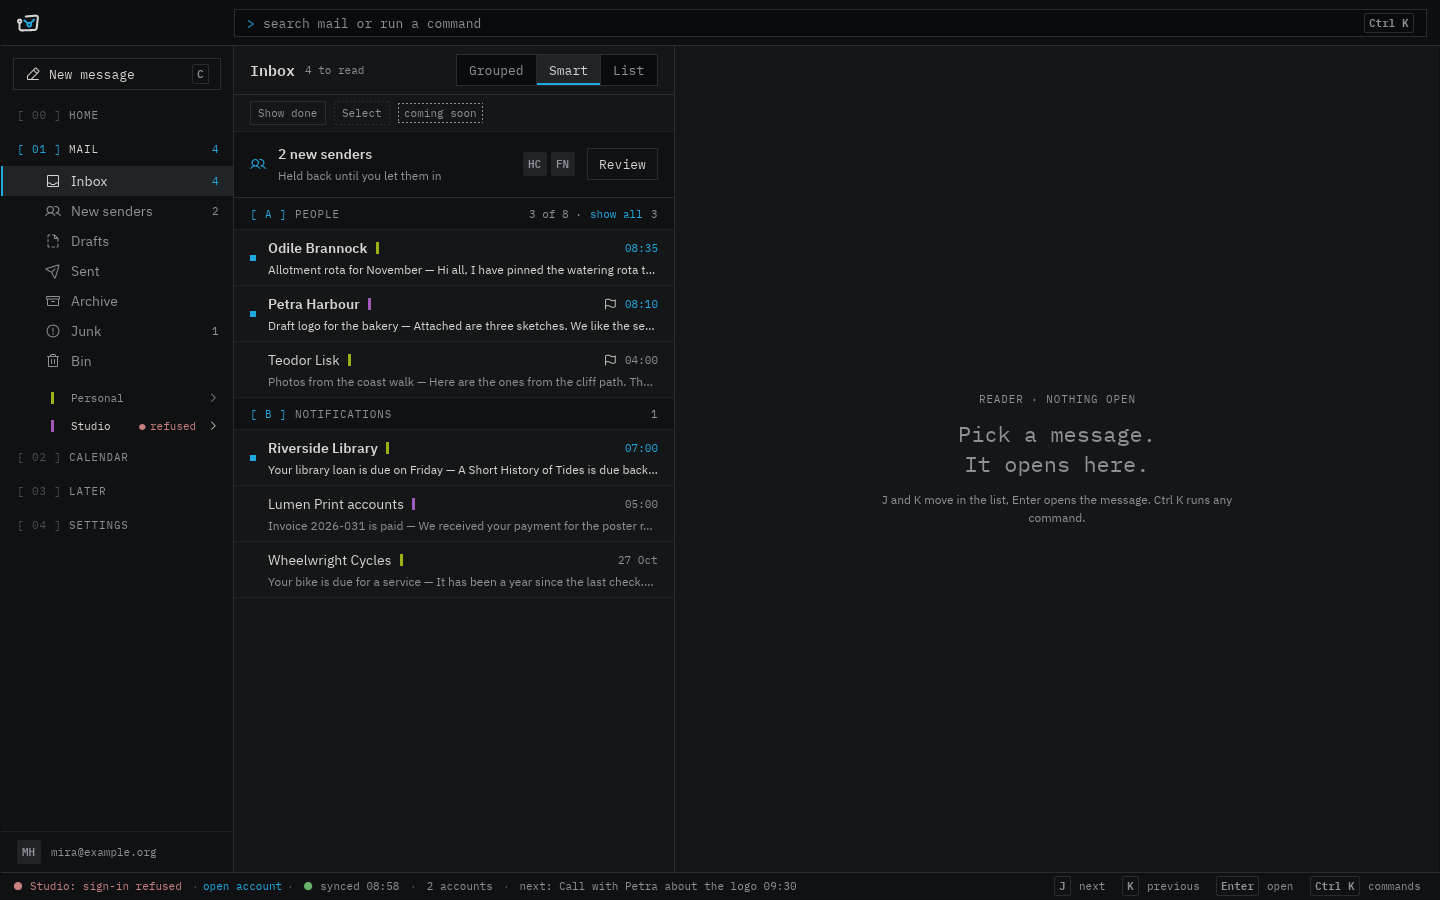 > search mail or run a command Ctrl K
New message C
[ 00 ] HOME
[ 01 ] MAIL 4
Inbox 4
New senders 2
Drafts
Sent
Archive
Junk 1
Bin
Personal
Studio refused
[ 02 ] CALENDAR
[ 03 ] LATER
[ 04 ] SETTINGS
MH mira@example.org
Inbox 4 to read Grouped Smart List
Show done Select coming soon
2 new senders
Held back until you let them in
HC FN Review
[ A ] PEOPLE 3 of 8 · show all 3
Odile Brannock 08:35
Allotment rota for November — Hi all, I have pinned the watering rota t…
Petra Harbour 08:10
Draft logo for the bakery — Attached are three sketches. We like the se…
Teodor Lisk 04:00
Photos from the coast walk — Here are the ones from the cliff path. Th…
[ B ] NOTIFICATIONS 1
Riverside Library 07:00
Your library loan is due on Friday — A Short History of Tides is due back…
Lumen Print accounts 05:00
Invoice 2026-031 is paid — We received your payment for the poster r…
Wheelwright Cycles 27 Oct
Your bike is due for a service — It has been a year since the last check.…
READER · NOTHING OPEN
Pick a message.
It opens here.
J and K move in the list, Enter opens the message. Ctrl K runs any
command.
Studio: sign-in refused · open account · synced 08:58 · 2 accounts · next: Call with Petra about the logo 09:30
J next K previous Enter open Ctrl K commands